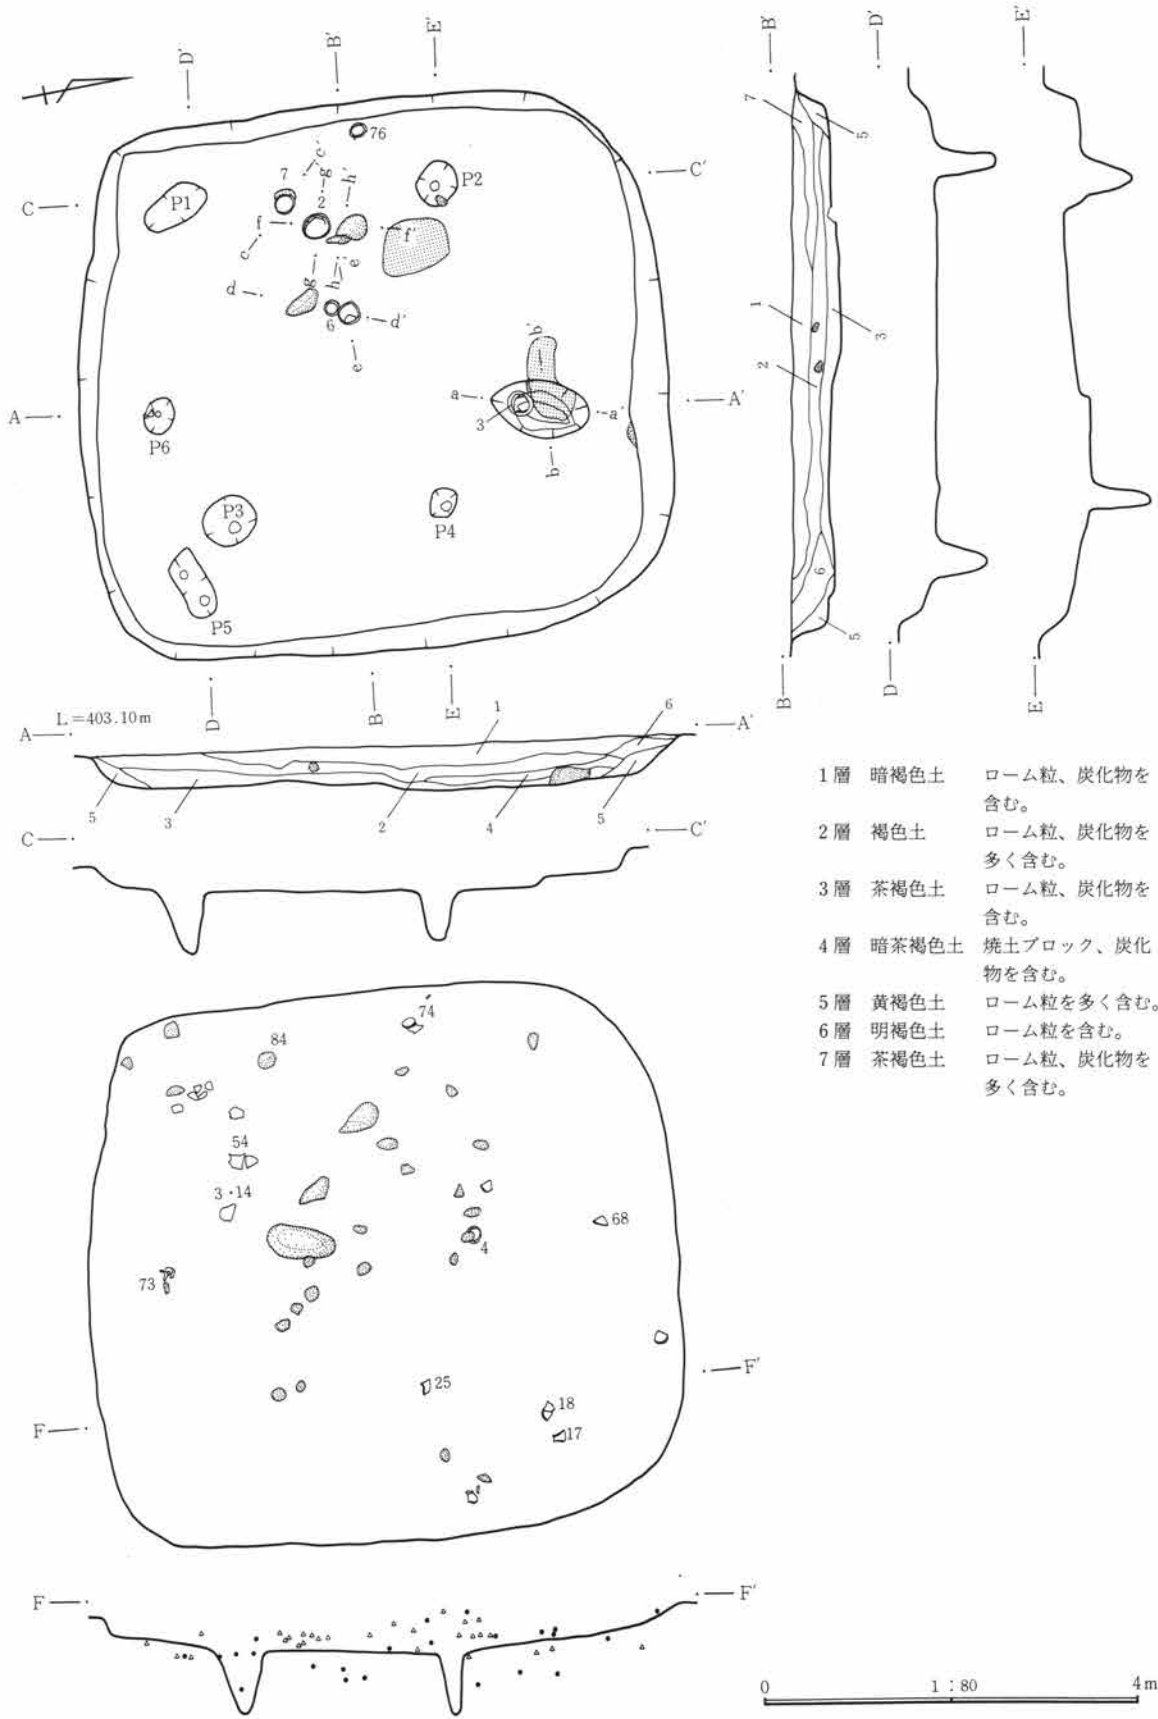 D′
B′
E′
76
7
c′
g′
h′
P2
C
C′
P1
f
2
f′
c
e′
d
g
h
6
d′
e
b′
A
a
a′
A′
3
P6
b
P3
P4
P5
D
B
E
B′
D′
E′
7
5
1
3
2
6
5
B
D
E
A
L=403.10m
1
6
A′
5
3
2
4
5
C
C′
1層 暗褐色土 ローム粒、炭化物を
含む。
2層 褐色土 ローム粒、炭化物を
多く含む。
3層 茶褐色土 ローム粒、炭化物を
含む。
4層 暗茶褐色土 焼土ブロック、炭化
物を含む。
5層 黄褐色土 ローム粒を多く含む。
6層 明褐色土 ローム粒を含む。
7層 茶褐色土 ローム粒、炭化物を
多く含む。
74
84
54
3・14
68
4
73
F′
25
18
17
F
F
F′
0 1:80 4m